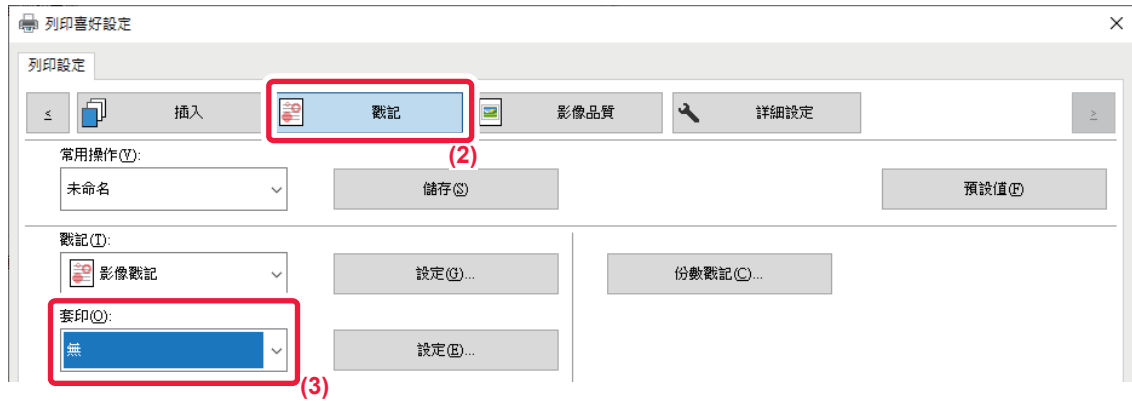 列印喜好設定
列印設定
≤ 插入 戳記 影像品質 詳細設定 ≥
(2)
常用操作(V):
未命名 儲存(S) 預設值(F)
戳記(T):
影像戳記 設定(G)... 份數戳記(C)...
套印(O):
無 設定(E)...
(3)